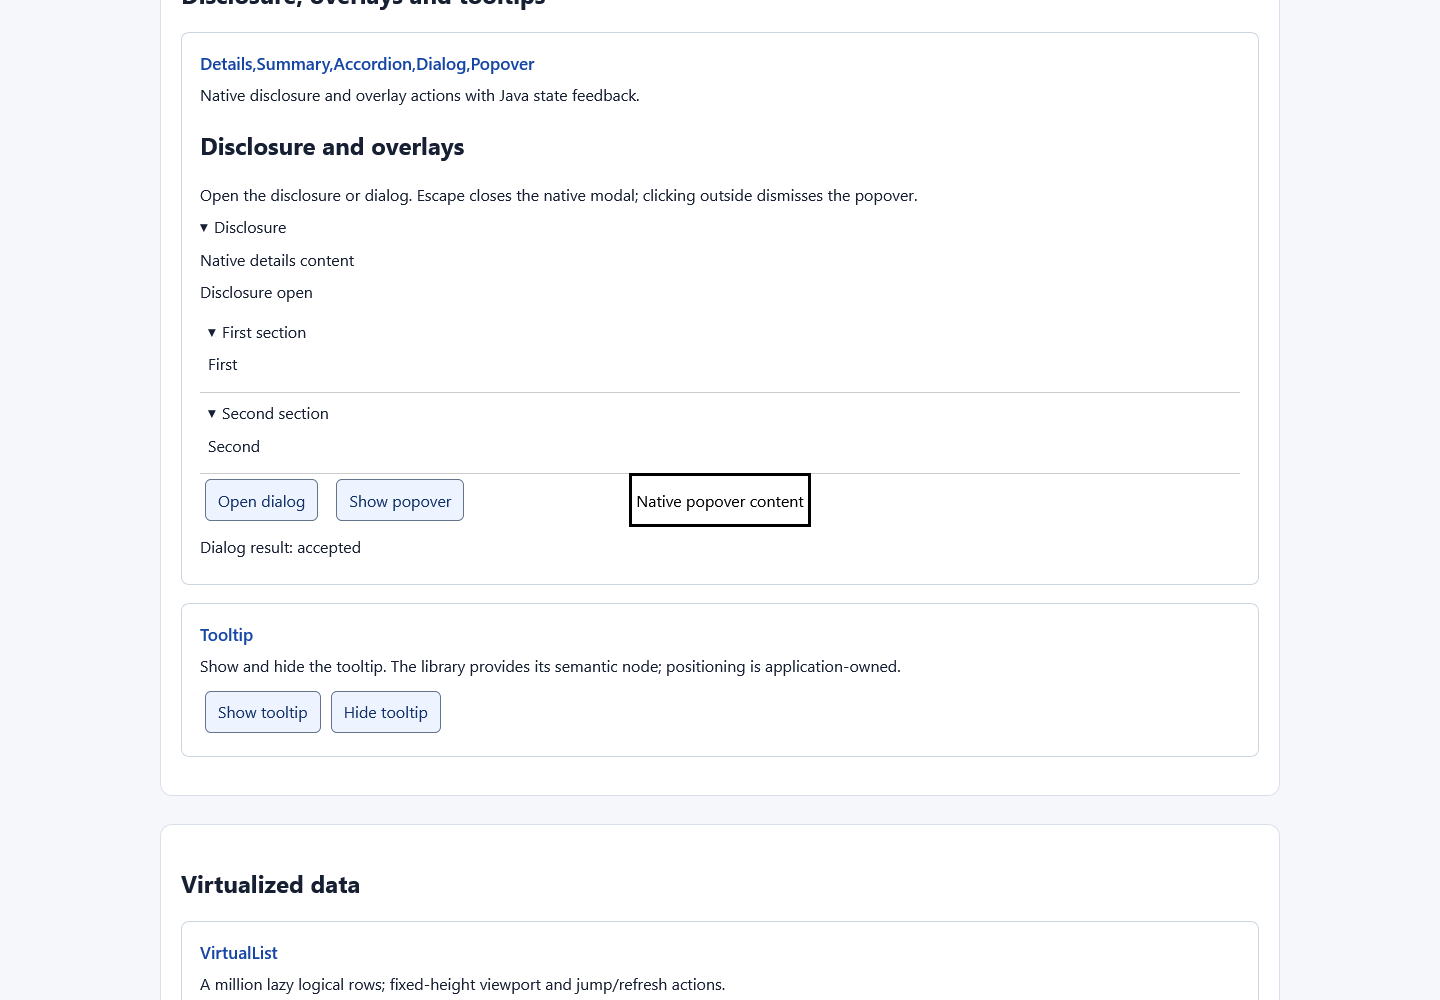 Disclosure, overlays and tooltips
Details,Summary,Accordion,Dialog,Popover
Native disclosure and overlay actions with Java state feedback.
Disclosure and overlays
Open the disclosure or dialog. Escape closes the native modal; clicking outside dismisses the popover.
▼ Disclosure
Native details content
Disclosure open
▼ First section
First
▼ Second section
Second
Open dialog Show popover Native popover content
Dialog result: accepted
Tooltip
Show and hide the tooltip. The library provides its semantic node; positioning is application-owned.
Show tooltip Hide tooltip
Virtualized data
VirtualList
A million lazy logical rows; fixed-height viewport and jump/refresh actions.